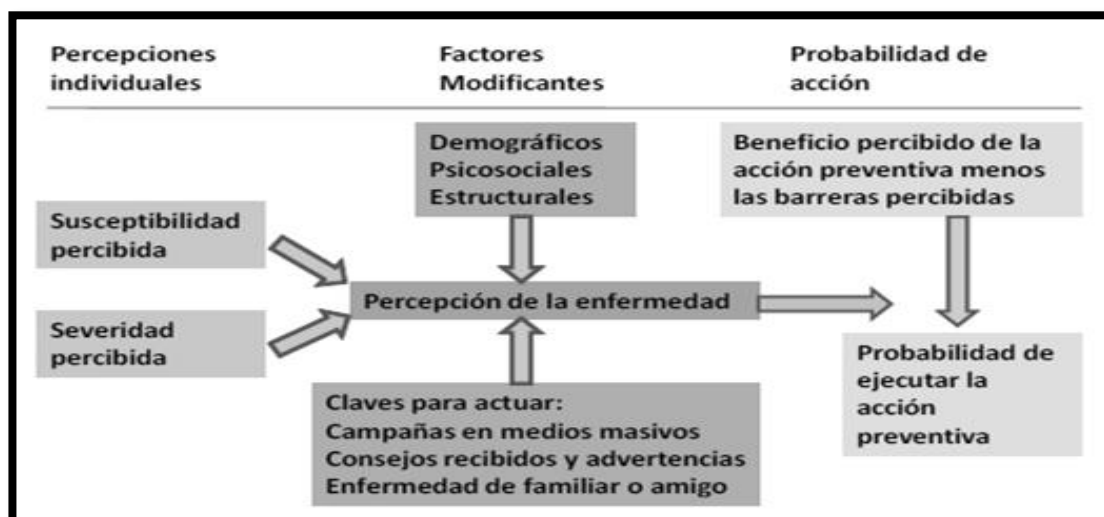 Percepciones
individuales
Factores
Modificantes
Probabilidad de
acción
Demográficos
Psicosociales
Estructurales
Beneficio percibido de la
acción preventiva menos
las barreras percibidas
Susceptibilidad
percibida
Percepción de la enfermedad
Severidad
percibida
Probabilidad de
ejecutar la
acción
preventiva
Claves para actuar:
Campañas en medios masivos
Consejos recibidos y advertencias
Enfermedad de familiar o amigo